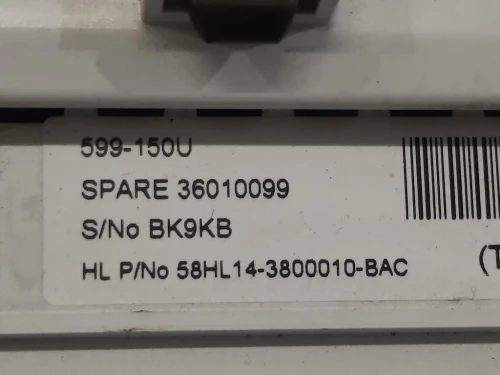 599-150U
SPARE 36010099
S/No BK9KB
HL P/No 58HL14-3800010-BAC
(T